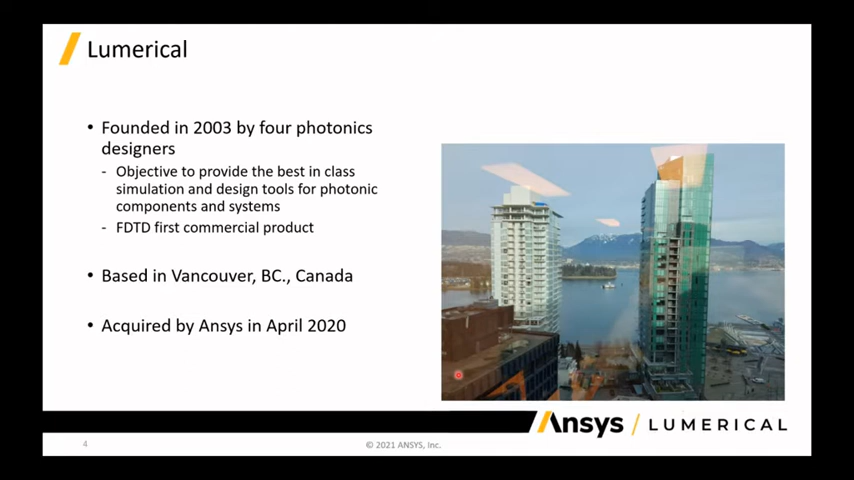 Lumerical
• Founded in 2003 by four photonics
designers
- Objective to provide the best in class
simulation and design tools for photonic
components and systems
- FDTD first commercial product
• Based in Vancouver, BC., Canada
• Acquired by Ansys in April 2020
Ansys / LUMERICAL
4
© 2021 ANSYS, Inc.